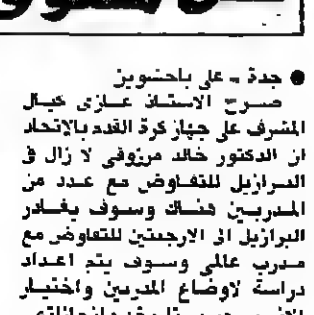 ● جدة - علي باحشوين
صرح الاستاذ غازي كيال
المشرف على جهاز كرة القدم بالاتحاد
ان الدكتور خالد مرزوقي لا زال في
البرازيل للتفاوض مع عدد من
المدربين هناك وسوف يغادر
البرازيل الى الارجنتين للتفاوض مع
مدرب عالمي وسوف يتم اعداد
دراسة لاوضاع المدربين واختيار